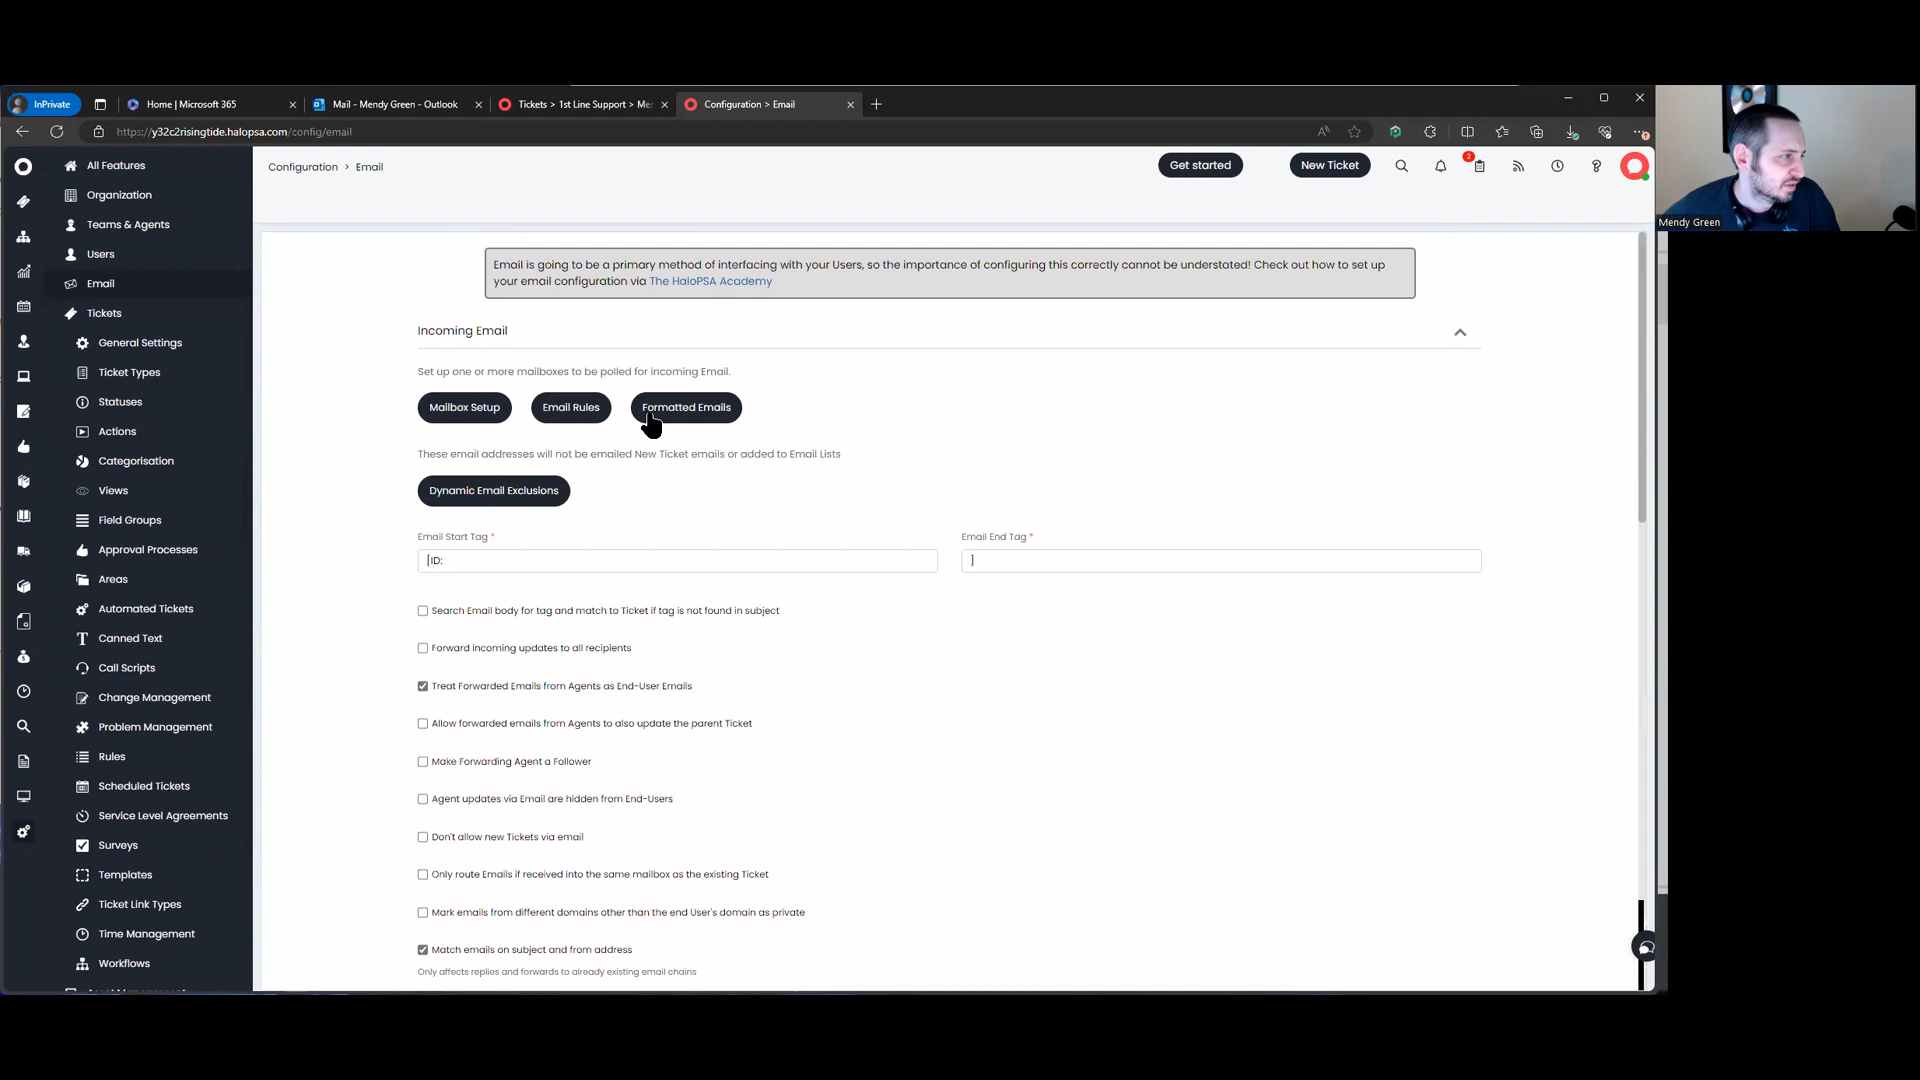 InPrivate
Home | Microsoft 365
Mail - Mendy Green - Outlook
Tickets > 1st Line Support > Mer
Configuration > Email
https://y32c2risingtide.halopsa.com/config/email
All Features
Organization
Teams & Agents
Users
Email
Tickets
General Settings
Ticket Types
Statuses
Actions
Categorisation
Views
Field Groups
Approval Processes
Areas
Automated Tickets
Canned Text
Call Scripts
Change Management
Problem Management
Rules
Scheduled Tickets
Service Level Agreements
Surveys
Templates
Ticket Link Types
Time Management
Workflows
Configuration > Email
Get started
New Ticket
2
Mendy Green
Email is going to be a primary method of interfacing with your Users, so the importance of configuring this correctly cannot be understated! Check out how to set up
your email configuration via The HaloPSA Academy
Incoming Email
Set up one or more mailboxes to be polled for incoming Email.
Mailbox Setup
Email Rules
Formatted Emails
These email addresses will not be emailed New Ticket emails or added to Email Lists
Dynamic Email Exclusions
Email Start Tag *
Email End Tag *
[ID:
]
Search Email body for tag and match to Ticket if tag is not found in subject
Forward incoming updates to all recipients
Treat Forwarded Emails from Agents as End-User Emails
Allow forwarded emails from Agents to also update the parent Ticket
Make Forwarding Agent a Follower
Agent updates via Email are hidden from End-Users
Don't allow new Tickets via email
Only route Emails if received into the same mailbox as the existing Ticket
Mark emails from different domains other than the end User's domain as private
Match emails on subject and from address
Only affects replies and forwards to already existing email chains